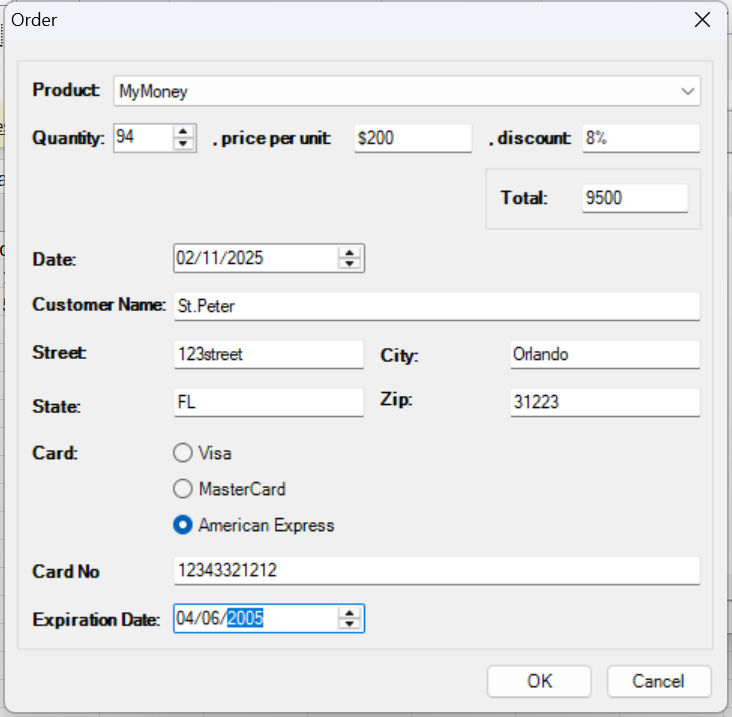 Order
Product: MyMoney
Quantity: 94 , price per unit: $200 , discount: 8%
Total: 9500
Date: 02/11/2025
Customer Name: St.Peter
Street: 123street City: Orlando
State: FL Zip: 31223
Card: Visa
MasterCard
American Express
Card No 12343321212
Expiration Date: 04/06/2005
OK Cancel